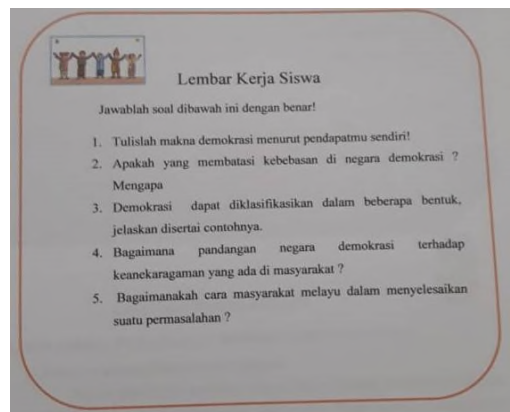 Lembar Kerja Siswa
Jawablah soal dibawah ini dengan benar!
1. Tulislah makna demokrasi menurut pendapatmu sendiri!
2. Apakah yang membatasi kebebasan di negara demokrasi ?
Mengapa
3. Demokrasi dapat diklasifikasikan dalam beberapa bentuk,
jelaskan disertai contohnya.
4. Bagaimana pandangan negara demokrasi terhadap
keanekaragaman yang ada di masyarakat ?
5. Bagaimanakah cara masyarakat melayu dalam menyelesaikan
suatu permasalahan ?